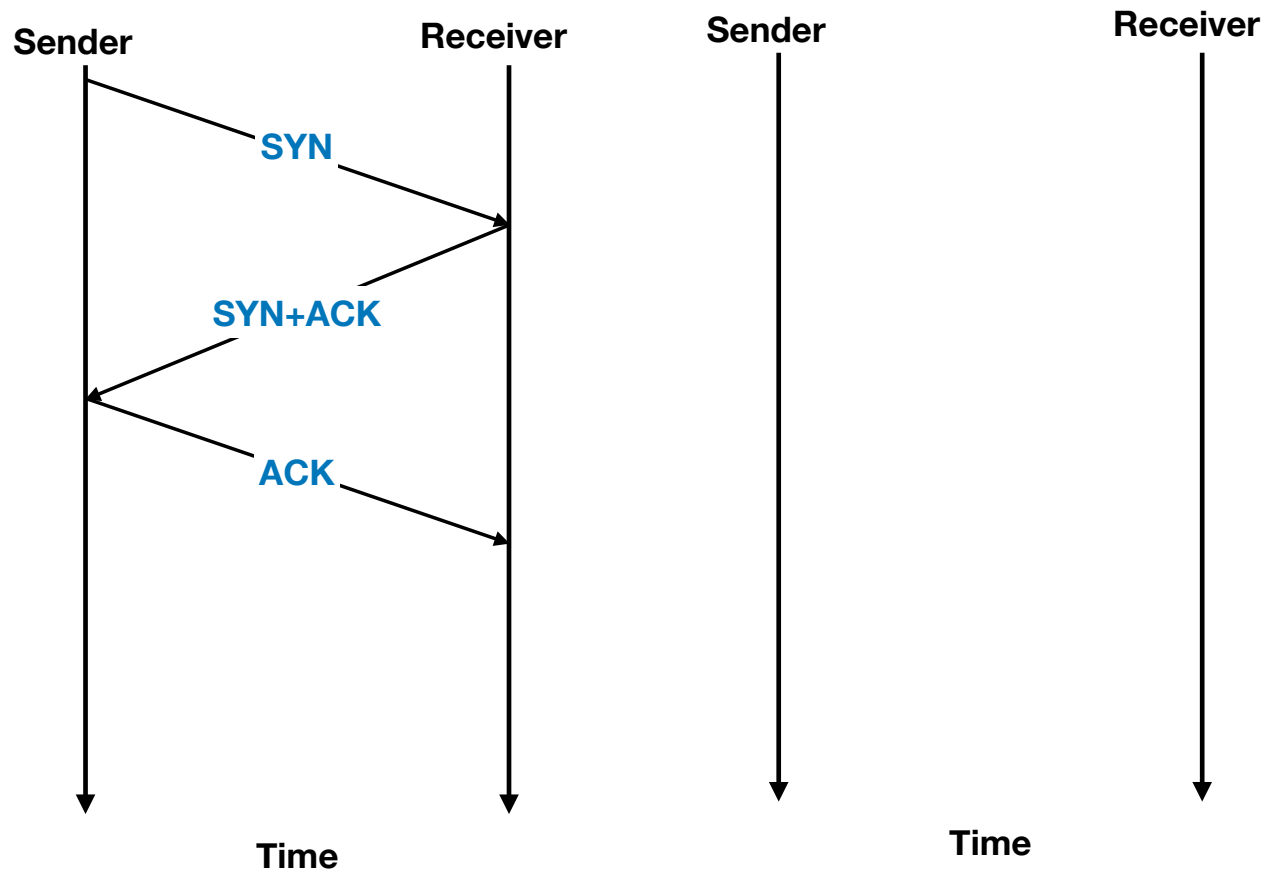 Sender
Receiver
SYN
SYN+ACK
ACK
Time
Sender
Receiver
Time